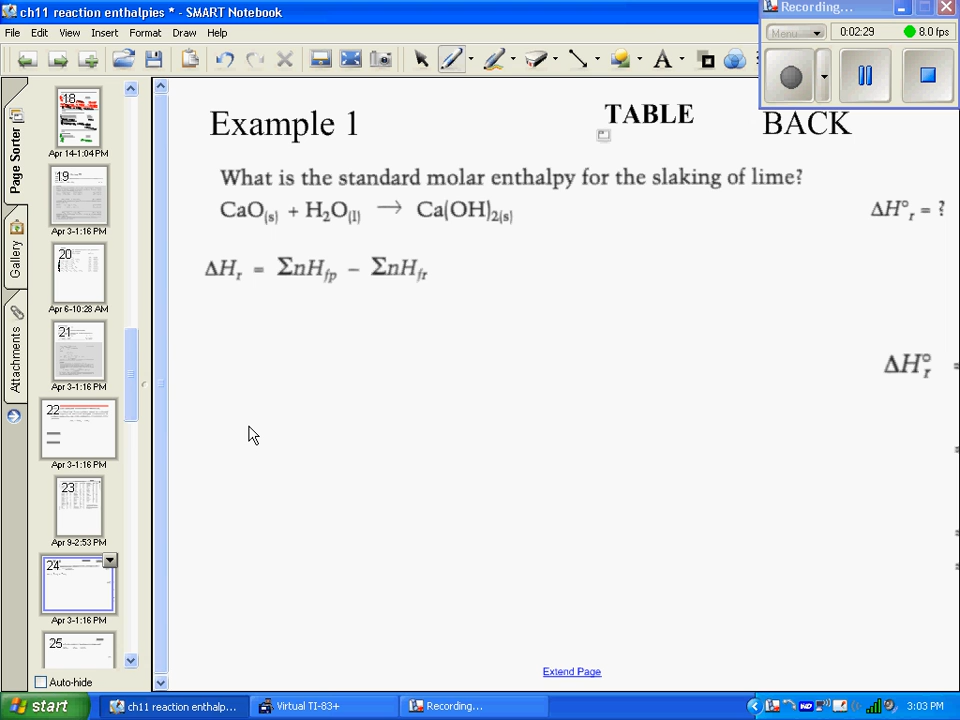 ch11 reaction enthalpies * - SMART Notebook
Recording...
File Edit View Insert Format Draw Help
Menu 0:02:29 8.0 fps
Page Sorter
Gallery
Attachments
18
Apr 14-1:04 PM
19
Apr 3-1:16 PM
20
Apr 6-10:28 AM
21
Apr 3-1:16 PM
22
Apr 3-1:16 PM
23
Apr 9-2:53 PM
24
Apr 3-1:16 PM
25
Auto-hide
Example 1 TABLE BACK
What is the standard molar enthalpy for the slaking of lime?
CaO(s) + H₂O(l) → Ca(OH)₂(s) ΔH°r = ?
ΔHr = ΣnHfp − ΣnHfr
ΔH°r =
Extend Page
start ch11 reaction enthalp... Virtual TI-83+ Recording... 3:03 PM